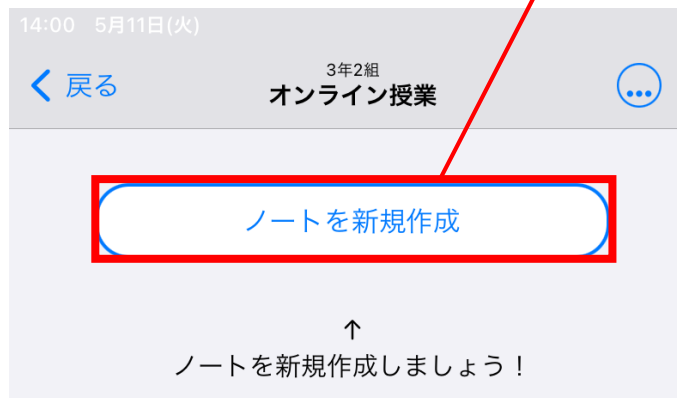 14:00 5月11日(火)
戻る
3年2組
オンライン授業
ノートを新規作成
↑
ノートを新規作成しましょう！